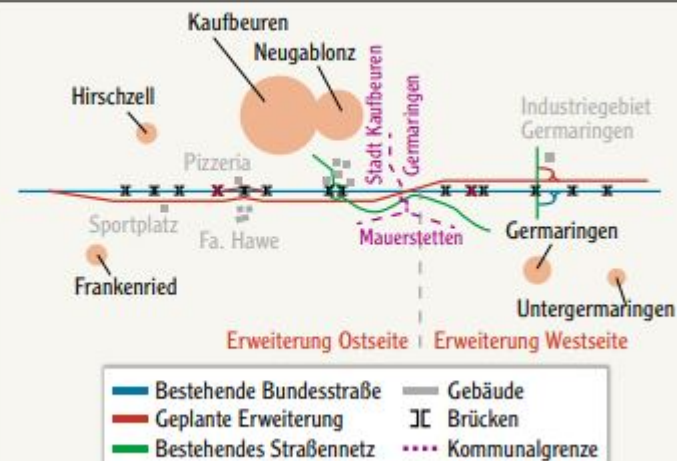 Kaufbeuren
Neugablonz
Hirschzell
Stadt Kaufbeuren
Germaringen
Industriegebiet
Germaringen
Pizzeria
Sportplatz
Fa. Hawe
Mauerstetten
Germaringen
Frankenried
Untergermaringen
Erweiterung Ostseite
Erweiterung Westseite
Bestehende Bundesstraße
Gebäude
Geplante Erweiterung
Brücken
Bestehendes Straßennetz
Kommunalgrenze